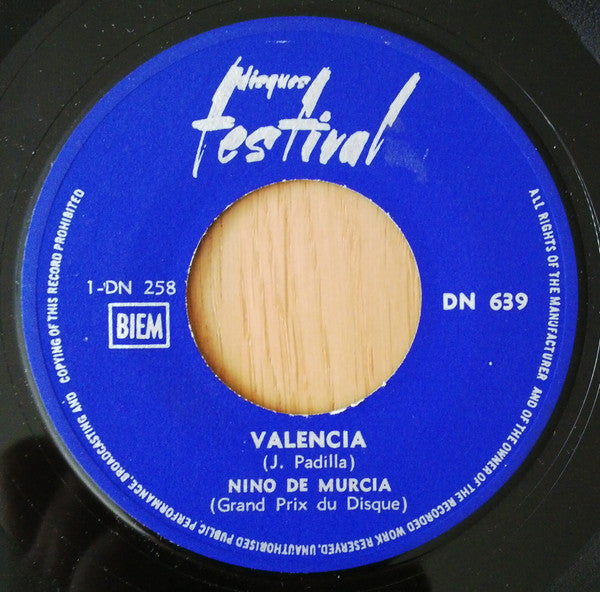 disques
festival
1-DN 258
BIEM
DN 639
VALENCIA
(J. Padilla)
NINO DE MURCIA
(Grand Prix du Disque)
ALL RIGHTS OF THE MANUFACTURER AND OF THE OWNER OF THE RECORDED WORK RESERVED. UNAUTHORISED PUBLIC PERFORMANCE, BROADCASTING AND COPYING OF THIS RECORD PROHIBITED